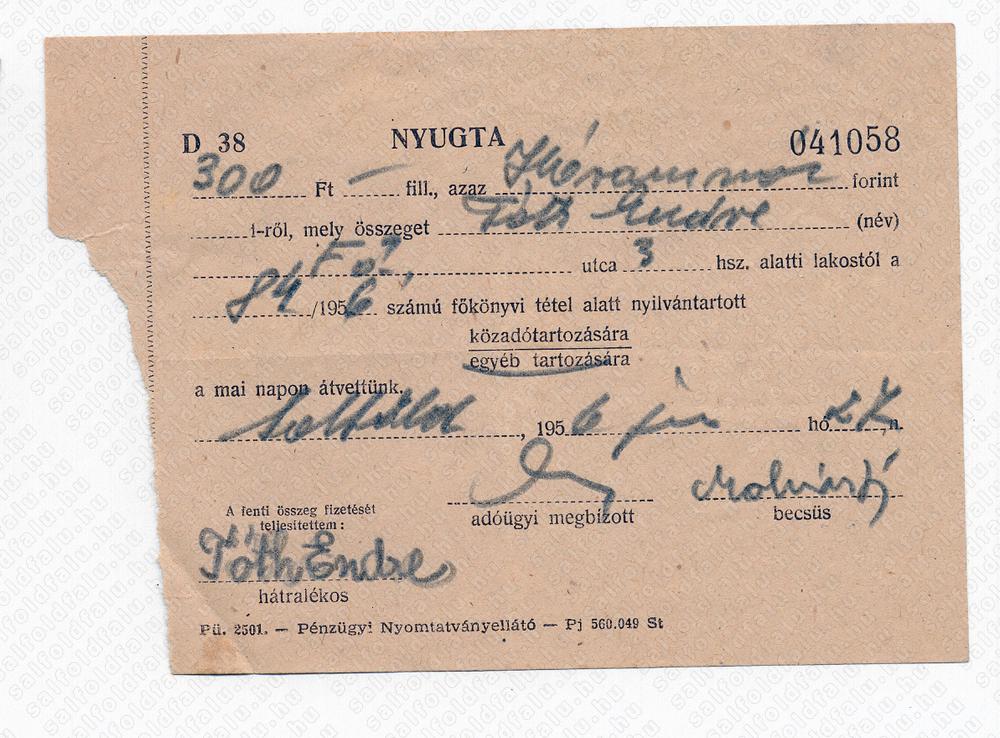 D 38 NYUGTA 041058
300 Ft — fill., azaz forint
-ról, mely összeget Tóth Endre (név)
Fő utca 3 hsz. alatti lakostól a
84/1956 számú főkönyvi tétel alatt nyilvántartott
közadótartozására
egyéb tartozására
a mai napon átvettünk.
Salföld, 1956 jún hó 27 n.
A fenti összeg fizetését
teljesítettem:
adóügyi megbízott
becsüs
Tóth Endre
hátralékos
Pü. 2501. — Pénzügyi Nyomtatványellátó — Pj 560.049 St